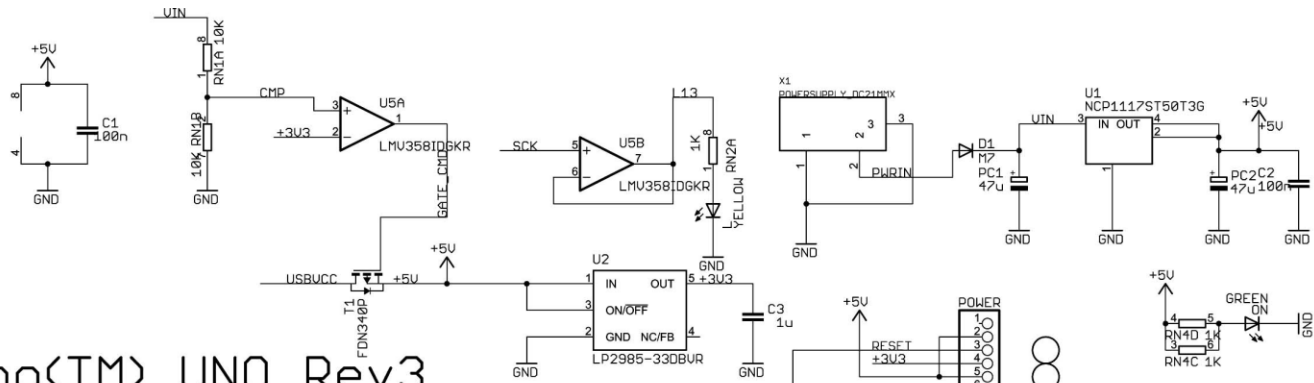 VIN
+5V
8
4
C1
100n
GND
8
RN1A 10K
1
CMP
2
10K RN1B
GND
U5A
3
+
2
-
1
+3V3
LMV358IDGKR
GATE_CMD
SCK
U5B
5
+
6
-
7
LMV358IDGKR
L13
1K
8
RN2A
1
YELLOW
L
GND
X1
POWERSUPPLY_DC21MMX
1
2
3
1
2
3
PWRIN
GND
D1
M7
VIN
PC1
47u
+
GND
U1
NCP1117ST50T3G
3
IN OUT
4
2
1
GND
+5V
+5V
+
PC2
47u
C2
100n
GND
GND
USBVCC
T1
FDN340P
+5V
+5V
U2
1
IN
OUT
5
+3V3
3
ON/OFF
2
GND
NC/FB
4
LP2985-33DBVR
GND
C3
1u
GND
+5V
RESET
+3V3
POWER
1
2
3
4
5
+5V
4
5
RN4D 1K
3
6
RN4C 1K
GREEN
ON
GND
(TM) UNO Rev3